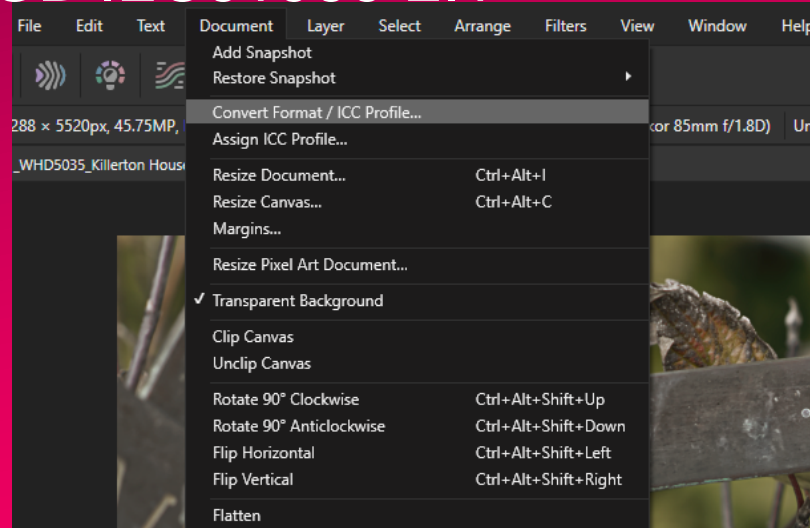 File Edit Text Document Layer Select Arrange Filters View Window Help
Add Snapshot
Restore Snapshot
Convert Format / ICC Profile...
288 × 5520px, 45.75MP, kor 85mm f/1.8D) Un
Assign ICC Profile...
_WHD5035_Killerton House
Resize Document... Ctrl+Alt+I
Resize Canvas... Ctrl+Alt+C
Margins...
Resize Pixel Art Document...
✓ Transparent Background
Clip Canvas
Unclip Canvas
Rotate 90° Clockwise Ctrl+Alt+Shift+Up
Rotate 90° Anticlockwise Ctrl+Alt+Shift+Down
Flip Horizontal Ctrl+Alt+Shift+Left
Flip Vertical Ctrl+Alt+Shift+Right
Flatten